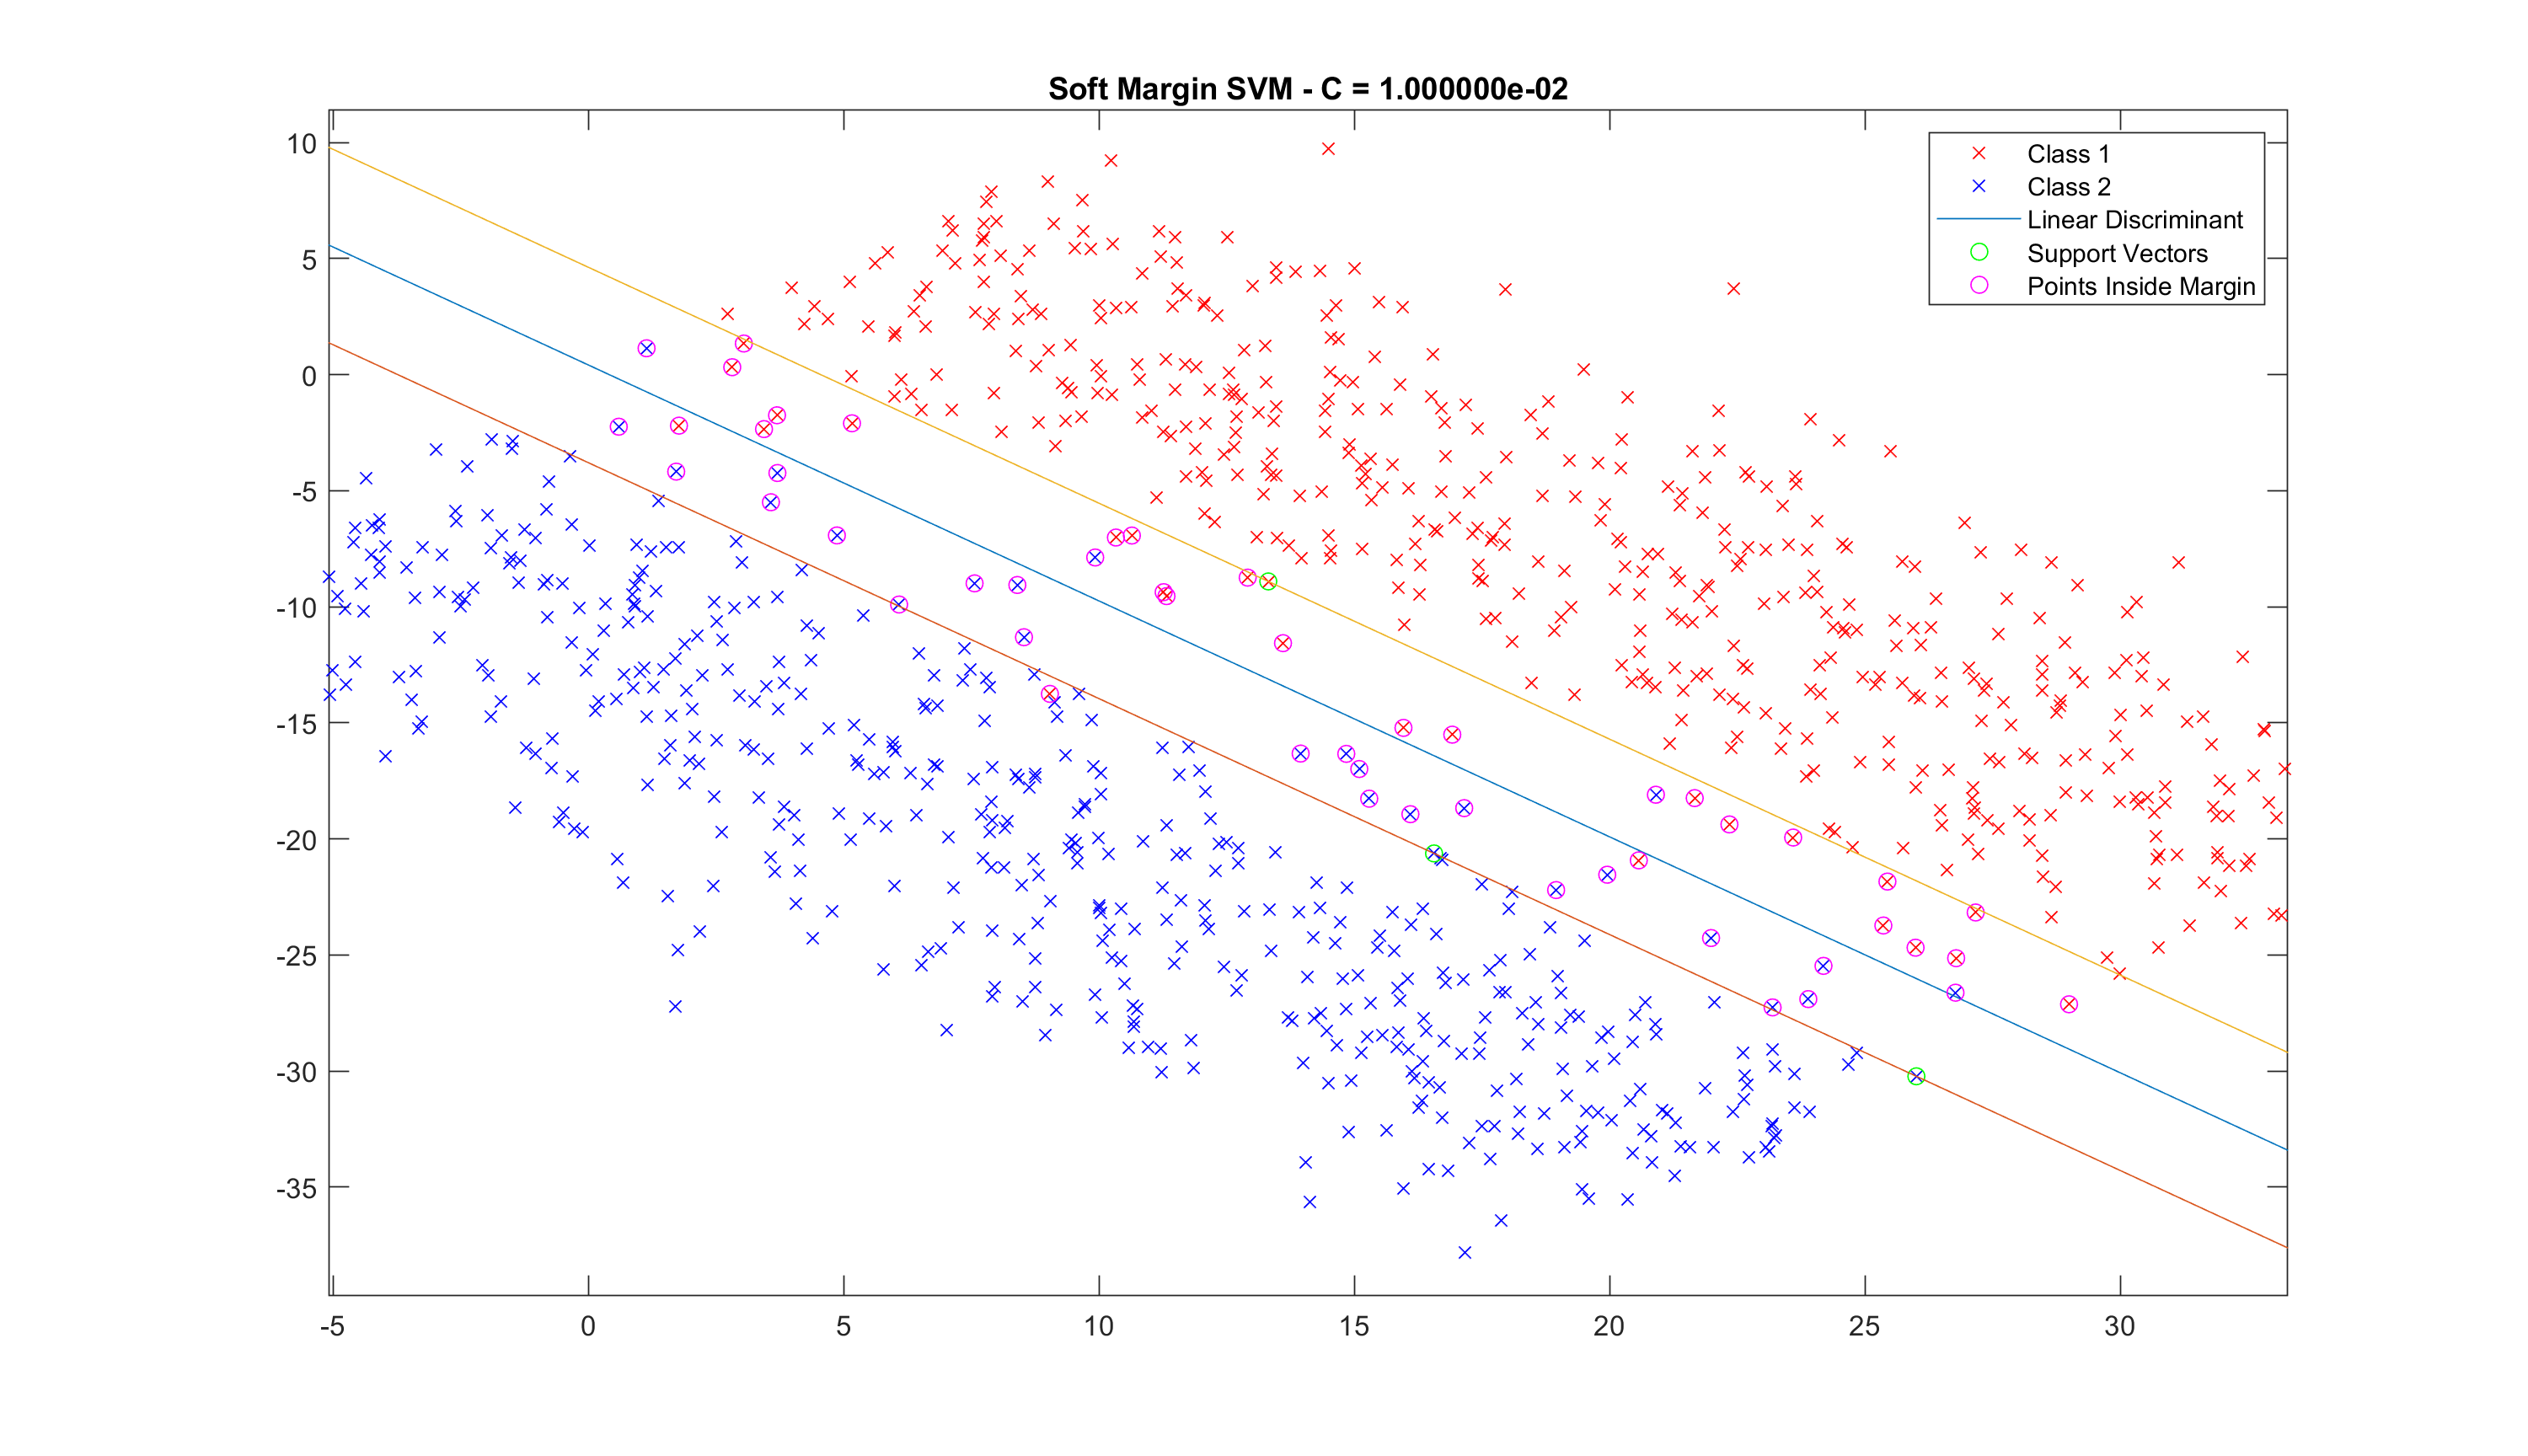 Soft Margin SVM - C = 1.000000e-02
Class 1
Class 2
Linear Discriminant
Support Vectors
Points Inside Margin
10
5
0
-5
-10
-15
-20
-25
-30
-35
-5 0 5 10 15 20 25 30